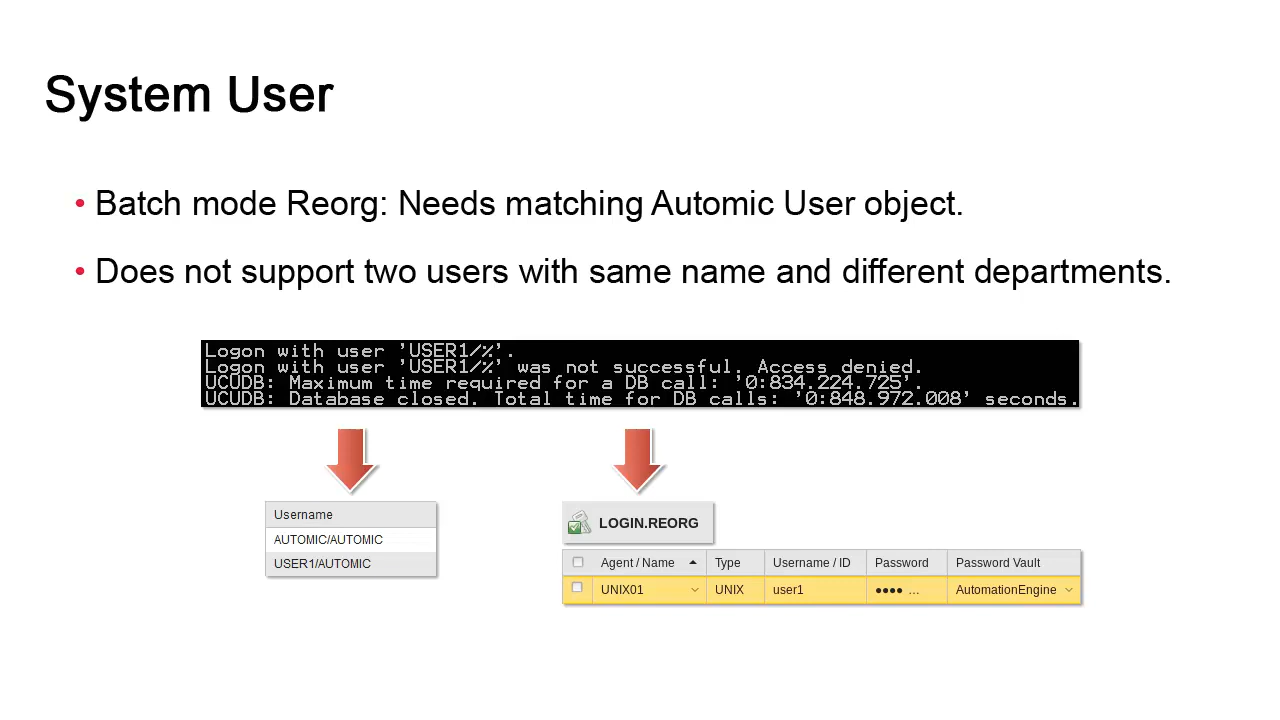 System User
• Batch mode Reorg: Needs matching Automic User object.
• Does not support two users with same name and different departments.
Logon with user 'USER1/%'.
Logon with user 'USER1/%' was not successful. Access denied.
UCUDB: Maximum time required for a DB call: '0:834.224.725'.
UCUDB: Database closed. Total time for DB calls: '0:848.972.008' seconds.
Username
AUTOMIC/AUTOMIC
USER1/AUTOMIC
LOGIN.REORG
Agent / Name Type Username / ID Password Password Vault
UNIX01 UNIX user1 •••• ... AutomationEngine